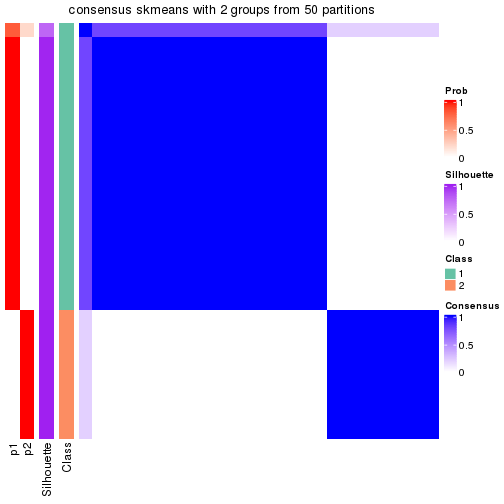 consensus skmeans with 2 groups from 50 partitions
Prob
1
0.5
0
Silhouette
1
0.5
0
Class
1
2
Consensus
1
0.5
0
p1
p2
Silhouette
Class